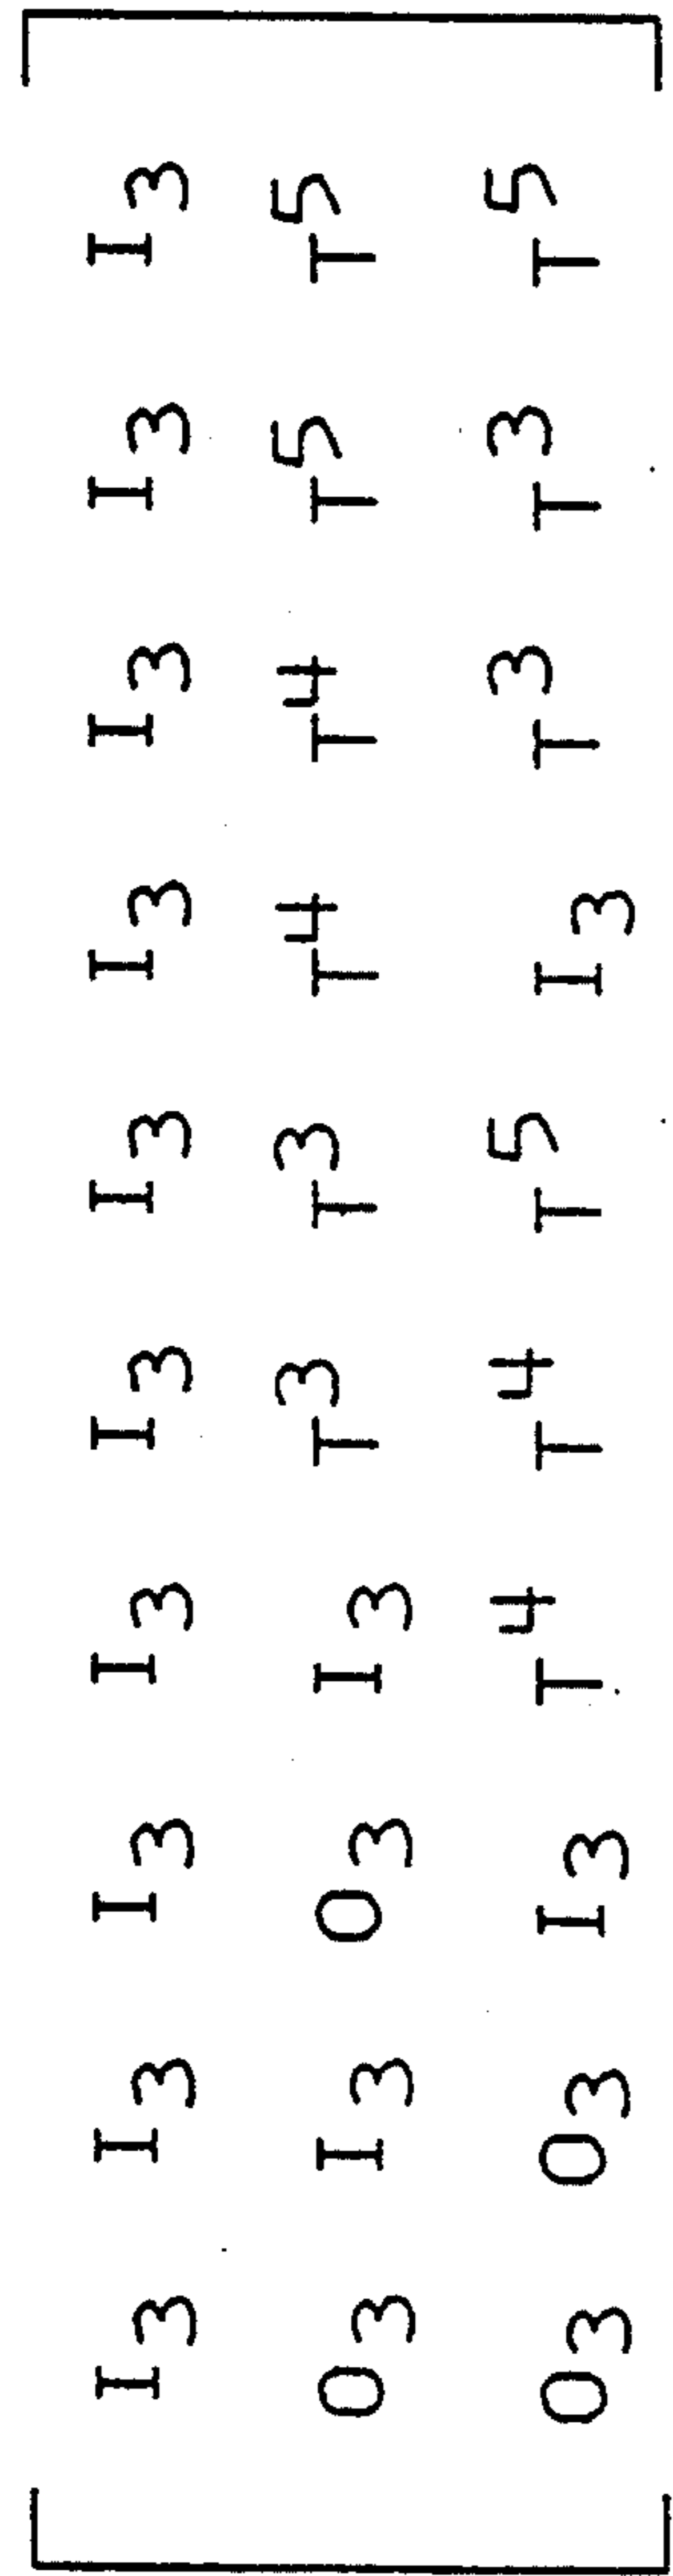 [ I₃ I₃ I₃ I₃ I₃ I₃ I₃ I₃ I₃ I₃ ]
O₃ I₃ O₃ I₃ T³ T³ T⁴ T⁴ T⁵ T⁵
O₃ O₃ I₃ T⁴ T⁴ T⁵ I₃ T³ T³ T⁵